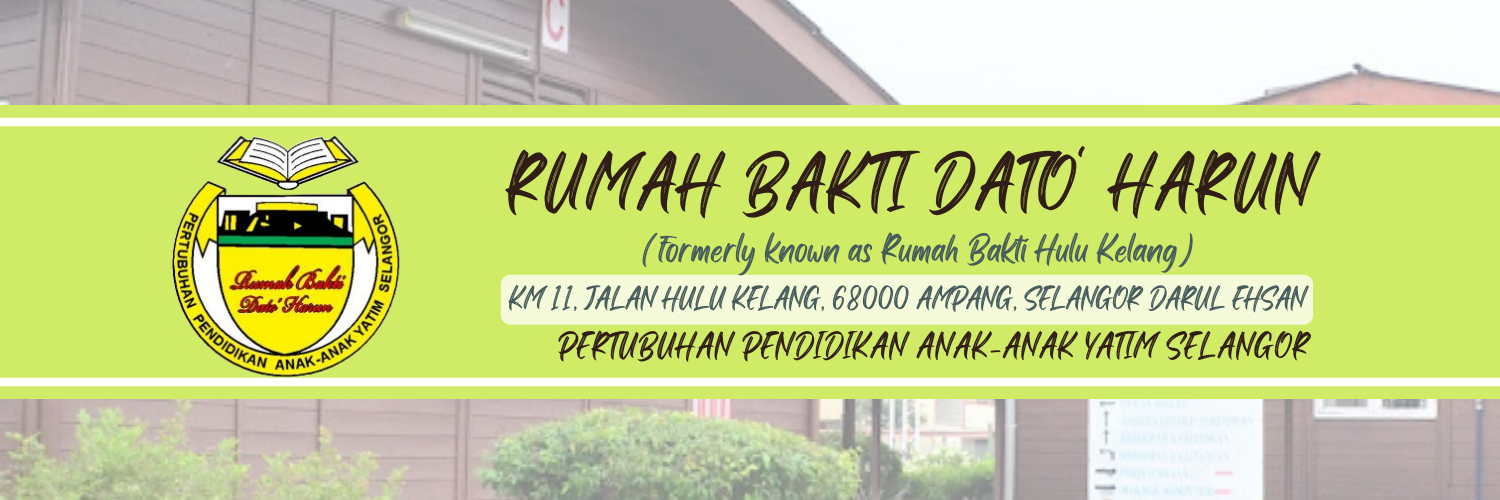 C
RUMAH BAKTI DATO' HARUN
(Formerly known as Rumah Bakti Hulu Kelang)
KM 11, JALAN HULU KELANG, 68000 AMPANG, SELANGOR DARUL EHSAN
PERTUBUHAN PENDIDIKAN ANAK-ANAK YATIM SELANGOR
Rumah Bakti
Dato' Harun
PERTUBUHAN PENDIDIKAN ANAK-ANAK YATIM SELANGOR